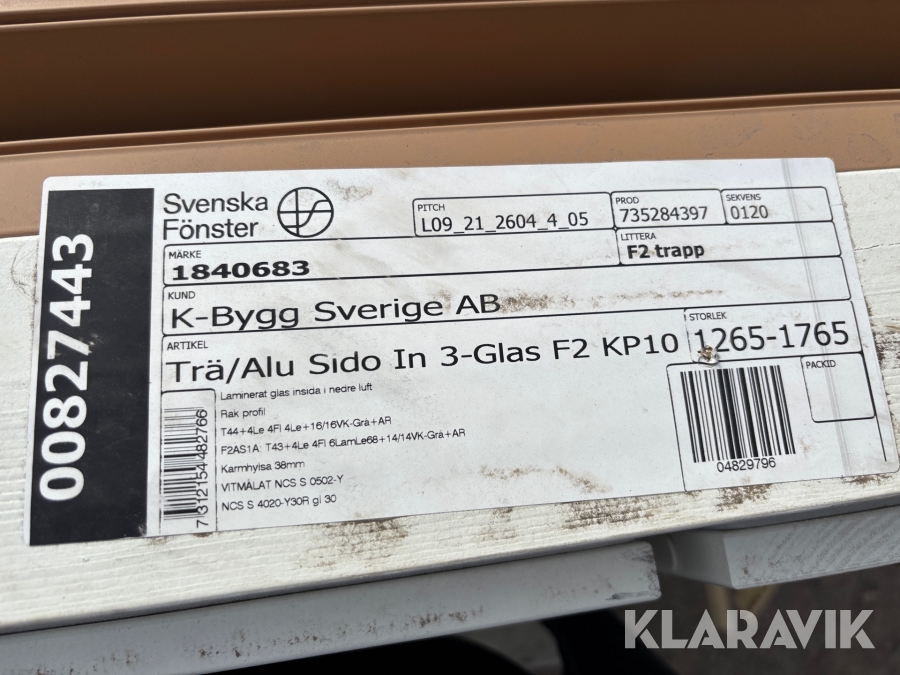 00827443
Svenska
Fönster
PITCH
L09_21_2604_4_05
PROD
735284397
SEKVENS
0120
MÄRKE
1840683
LITTERA
F2 trapp
KUND
K-Bygg Sverige AB
ARTIKEL
Trä/Alu Sido In 3-Glas F2 KP10
STORLEK
1265-1765
Laminerat glas insida i nedre luft
Rak profil
T44+4Le 4Fl 4Le+16/16VK-Grå+AR
F2AS1A: T43+4Le 4Fl 6LamLe68+14/14VK-Grå+AR
Karmhylsa 38mm
VITMÅLAT NCS S 0502-Y
NCS S 4020-Y30R gl 30
7312154482766
04829796
PACKID
KLARAVIK